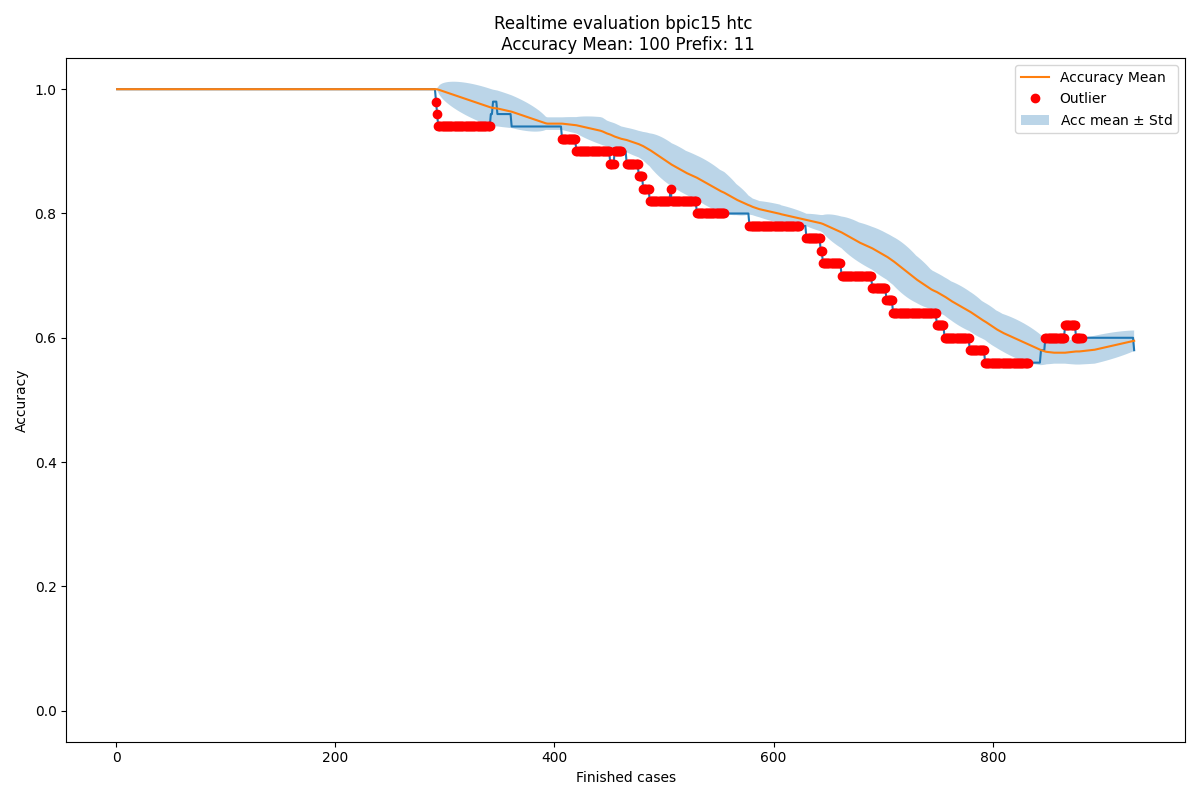 Realtime evaluation bpic15 htc
Accuracy Mean: 100 Prefix: 11
Accuracy Mean
Outlier
Acc mean ± Std
1.0
0.8
0.6
0.4
0.2
0.0
Accuracy
0 200 400 600 800
Finished cases